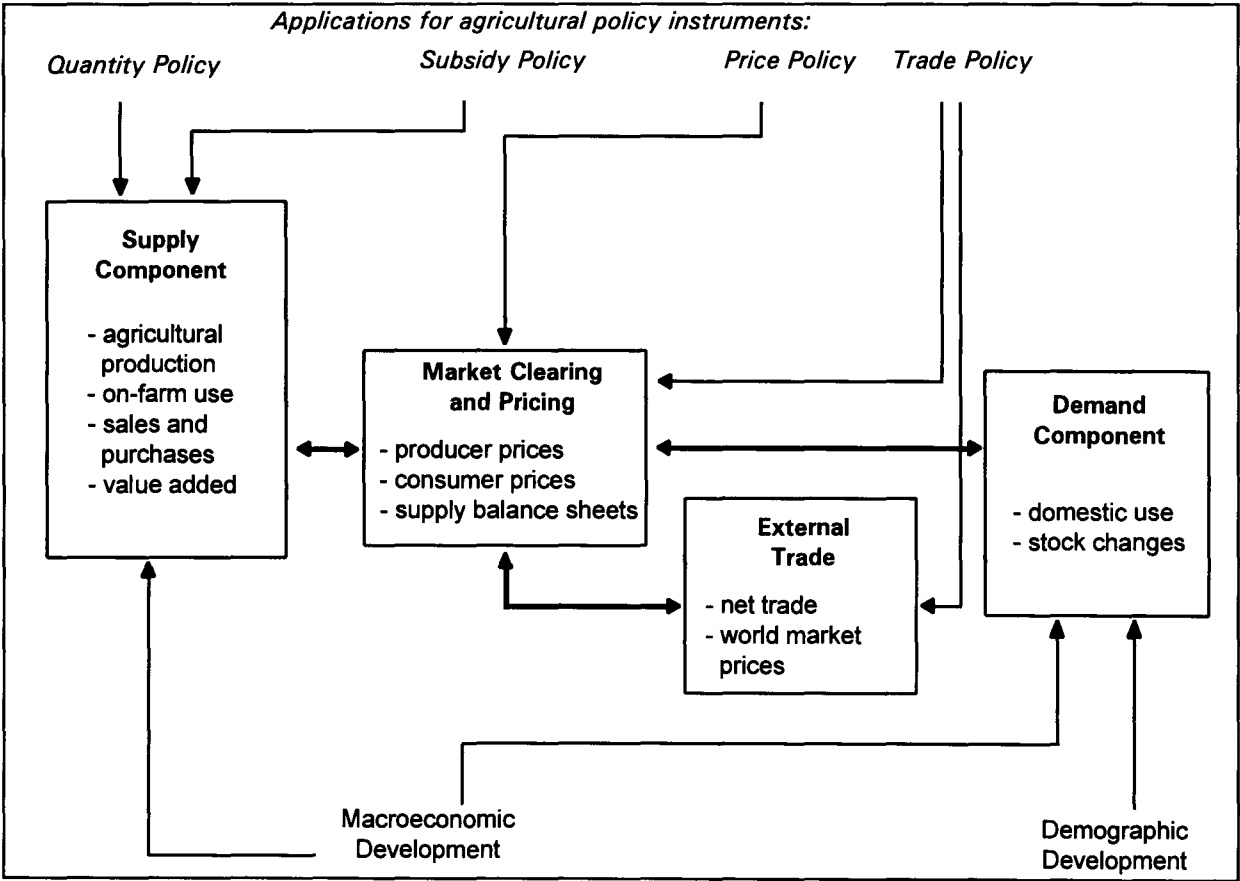 Applications for agricultural policy instruments:
Quantity Policy
Subsidy Policy
Price Policy
Trade Policy
Supply
Component
- agricultural
production
- on-farm use
- sales and
purchases
- value added
Market Clearing
and Pricing
- producer prices
- consumer prices
- supply balance sheets
External
Trade
- net trade
- world market
prices
Demand
Component
- domestic use
- stock changes
Macroeconomic
Development
Demographic
Development